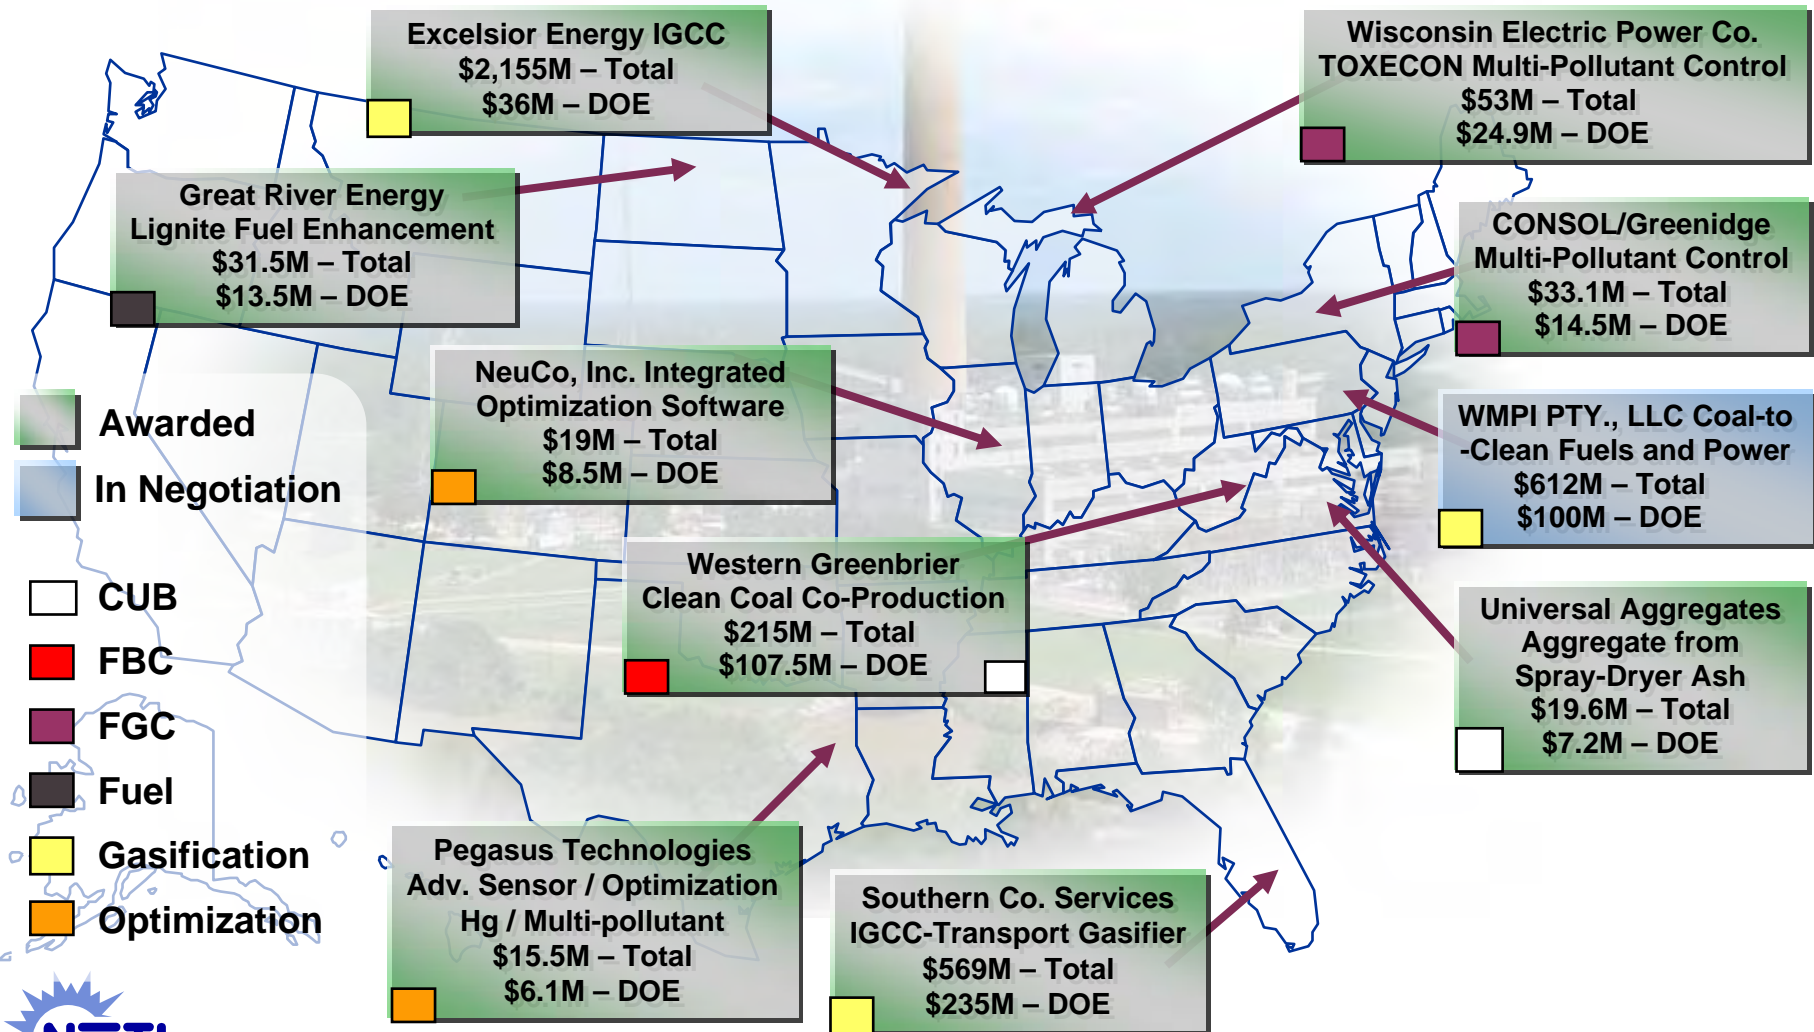 Excelsior Energy IGCC
$2,155M – Total
$36M – DOE
Wisconsin Electric Power Co.
TOXECON Multi-Pollutant Control
$53M – Total
$24.9M – DOE
Great River Energy
Lignite Fuel Enhancement
$31.5M – Total
$13.5M – DOE
CONSOL/Greenidge
Multi-Pollutant Control
$33.1M – Total
$14.5M – DOE
NeuCo, Inc. Integrated
Optimization Software
$19M – Total
$8.5M – DOE
WMPI PTY., LLC Coal-to
-Clean Fuels and Power
$612M – Total
$100M – DOE
Awarded
In Negotiation
Western Greenbrier
Clean Coal Co-Production
$215M – Total
$107.5M – DOE
Universal Aggregates
Aggregate from
Spray-Dryer Ash
$19.6M – Total
$7.2M – DOE
CUB
FBC
FGC
Fuel
Gasification
Optimization
Pegasus Technologies
Adv. Sensor / Optimization
Hg / Multi-pollutant
$15.5M – Total
$6.1M – DOE
Southern Co. Services
IGCC-Transport Gasifier
$569M – Total
$235M – DOE
NETL